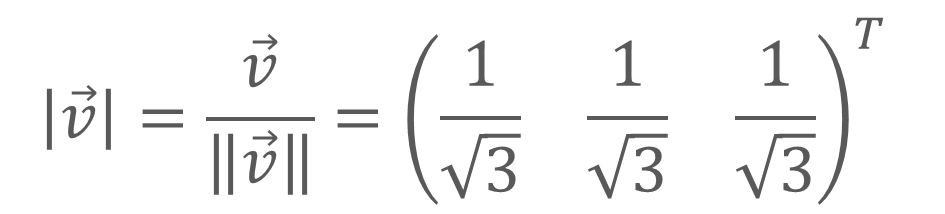 |v⃗| = v⃗ / ‖v⃗‖ = (1/√3 1/√3 1/√3)ᵀ